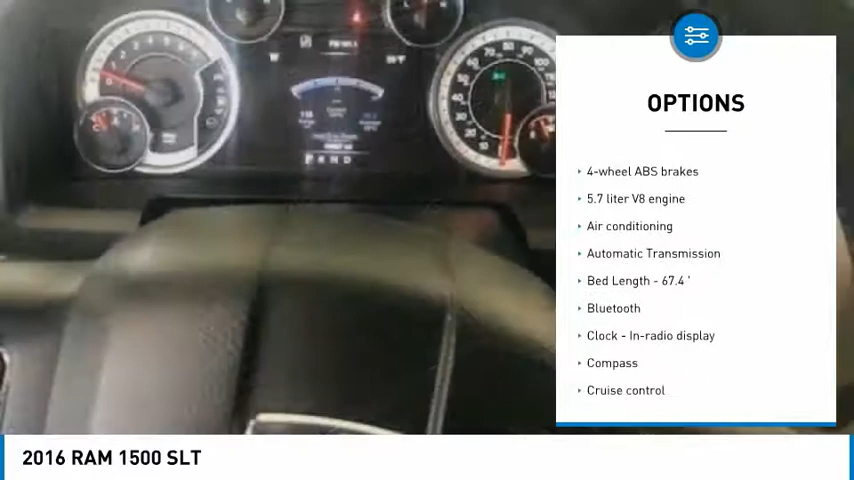 OPTIONS
4-wheel ABS brakes
5.7 liter V8 engine
Air conditioning
Automatic Transmission
Bed Length - 67.4 '
Bluetooth
Clock - In-radio display
Compass
Cruise control
P R N D
2016 RAM 1500 SLT